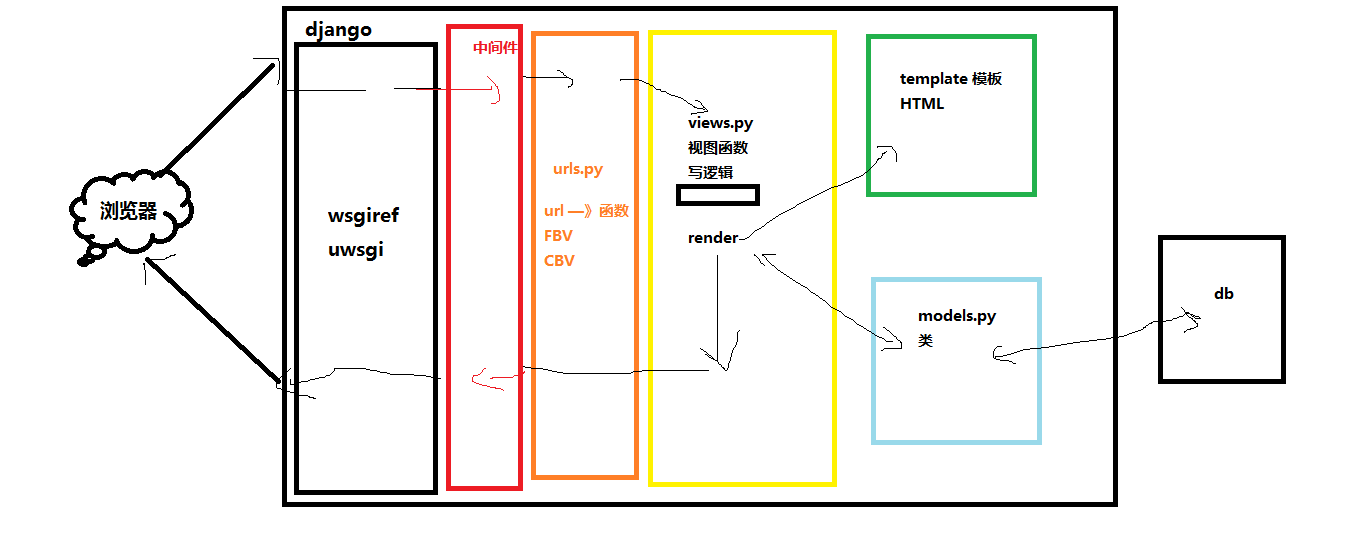 django
中间件
template 模板
HTML
views.py
视图函数
写逻辑
urls.py
浏览器
wsgiref
uwsgi
url —》函数
FBV
CBV
render
models.py
类
db